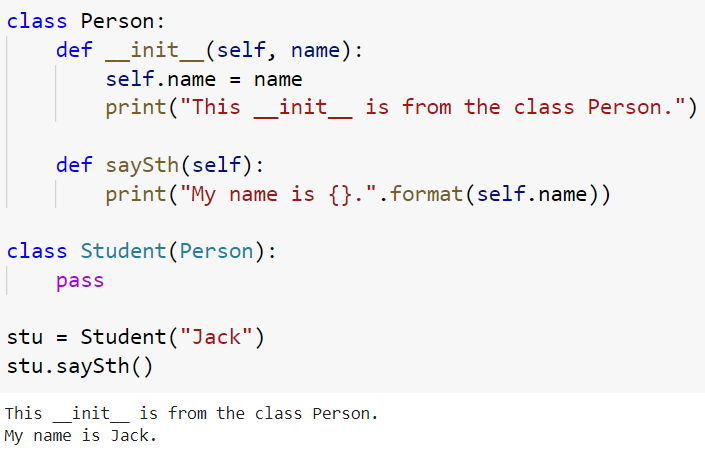 class Person:
    def __init__(self, name):
        self.name = name
        print("This __init__ is from the class Person.")

    def saySth(self):
        print("My name is {}.".format(self.name))

class Student(Person):
    pass

stu = Student("Jack")
stu.saySth()

This __init__ is from the class Person.
My name is Jack.